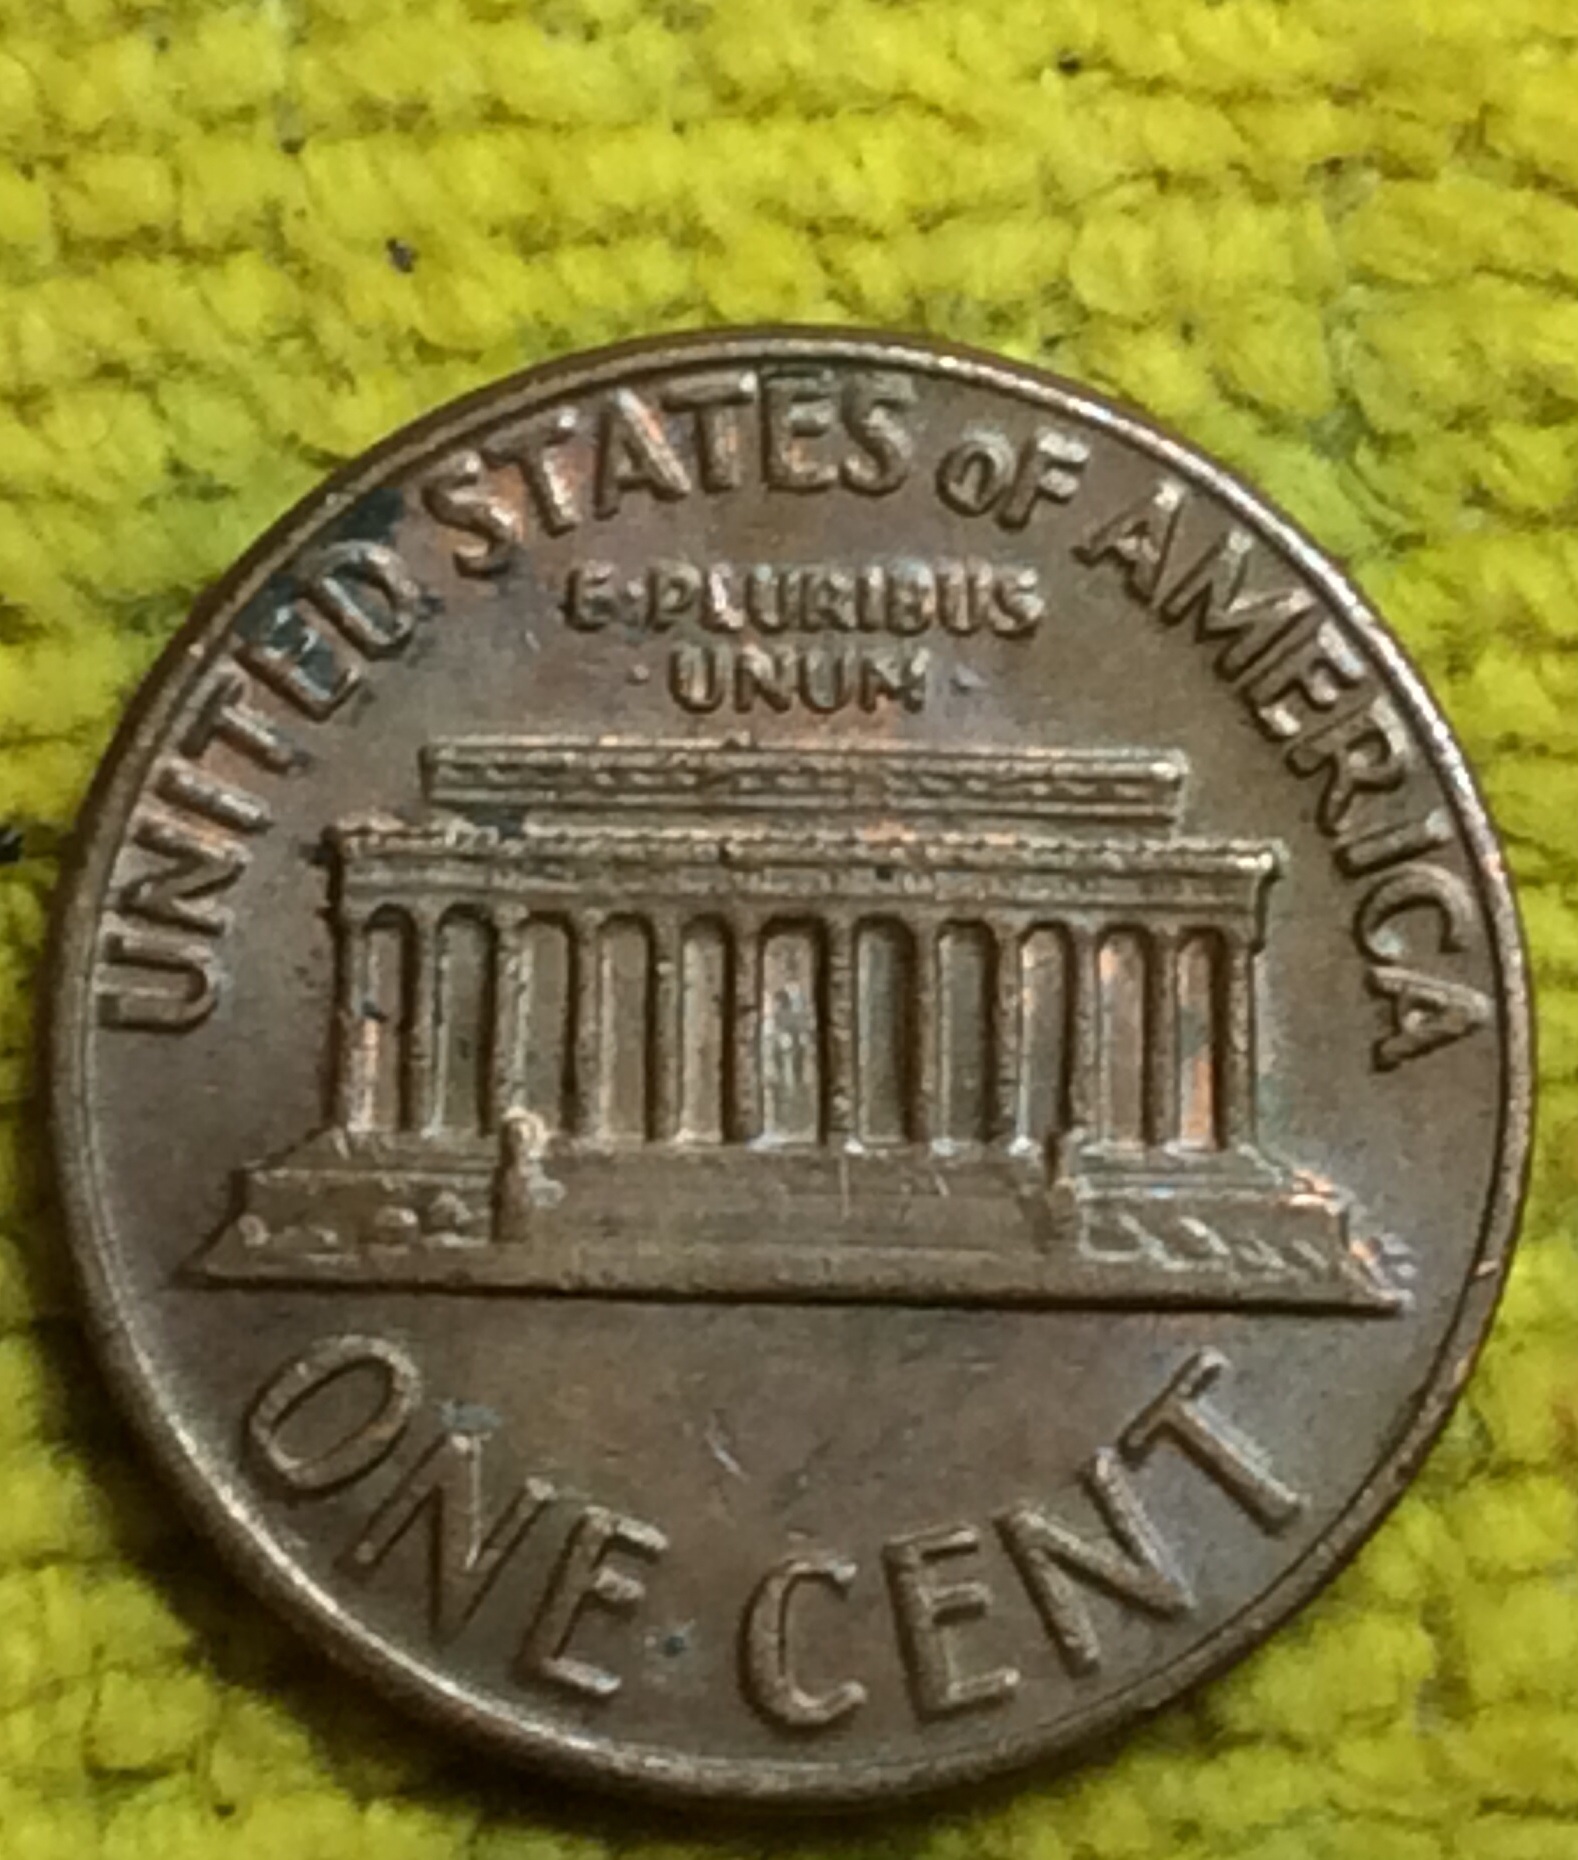 UNITED STATES OF AMERICA
E·PLURIBUS
·UNUM·
ONE CENT